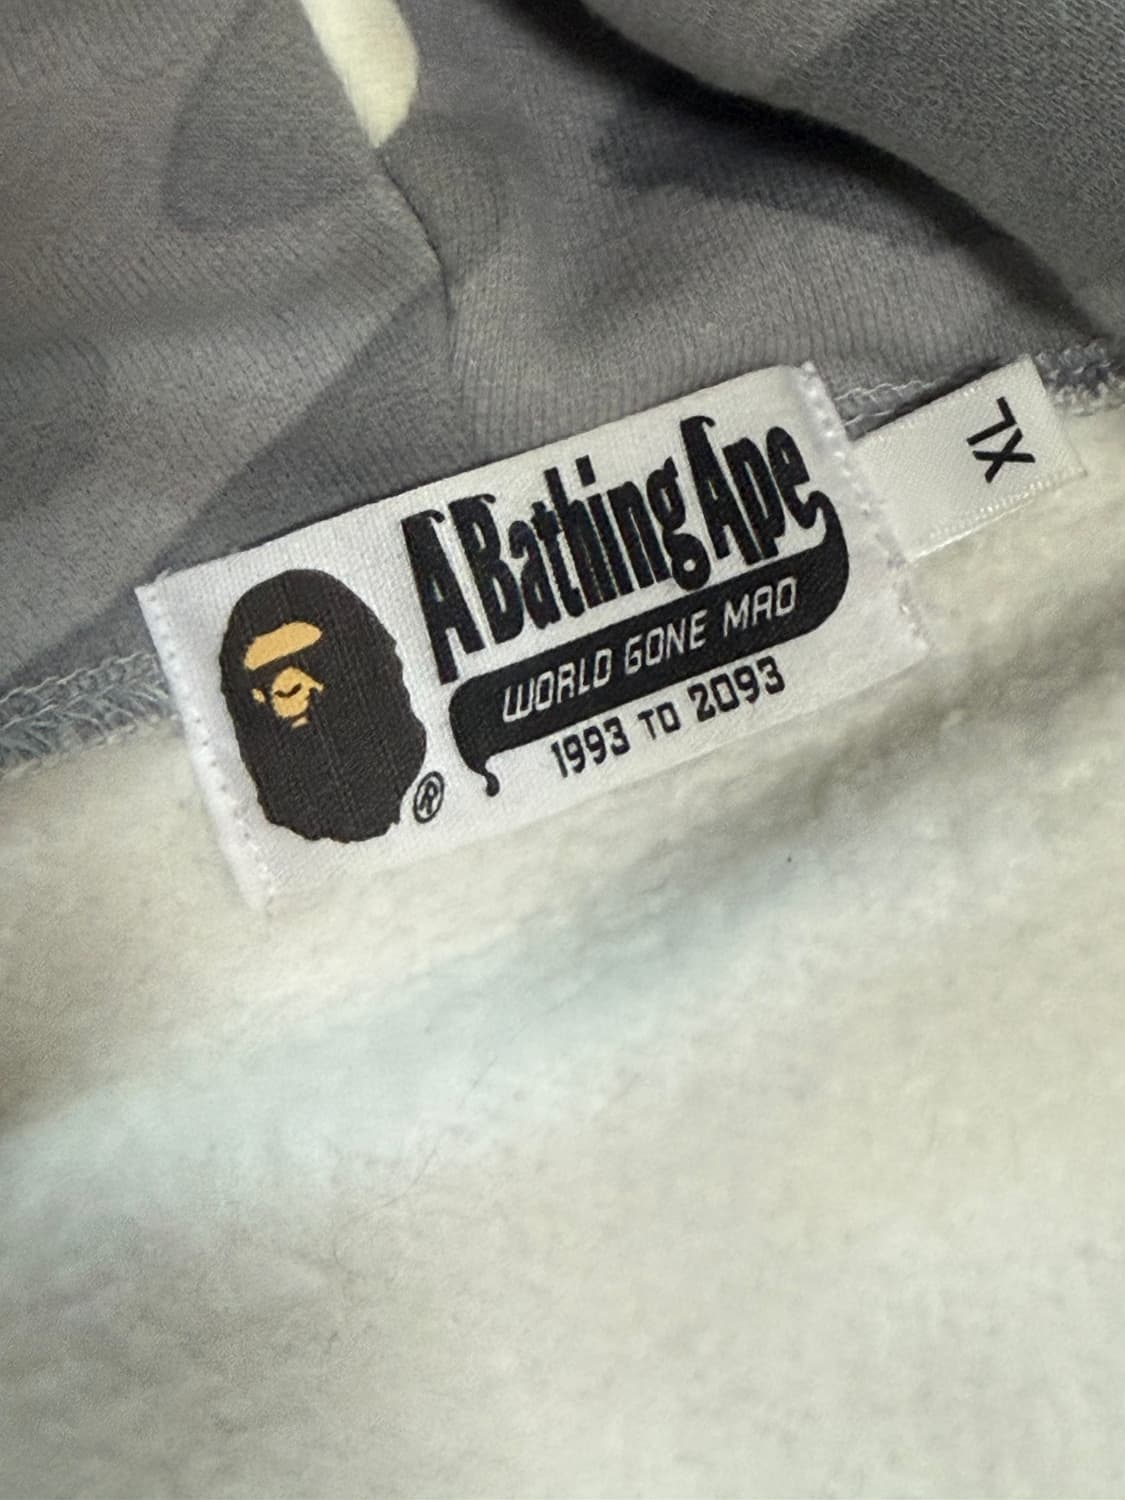 A Bathing Ape
WORLD GONE MAD
1993 TO 2093
®
XL